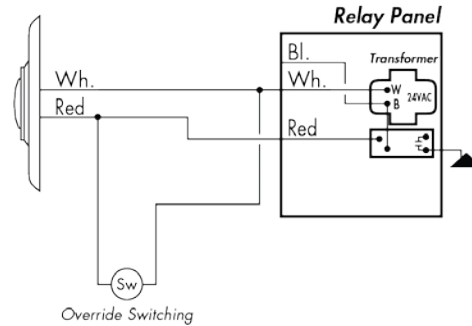 Relay Panel
Bl.
Transformer
Wh.
Wh.
W
24VAC
B
Red
Red
Sw
Override Switching